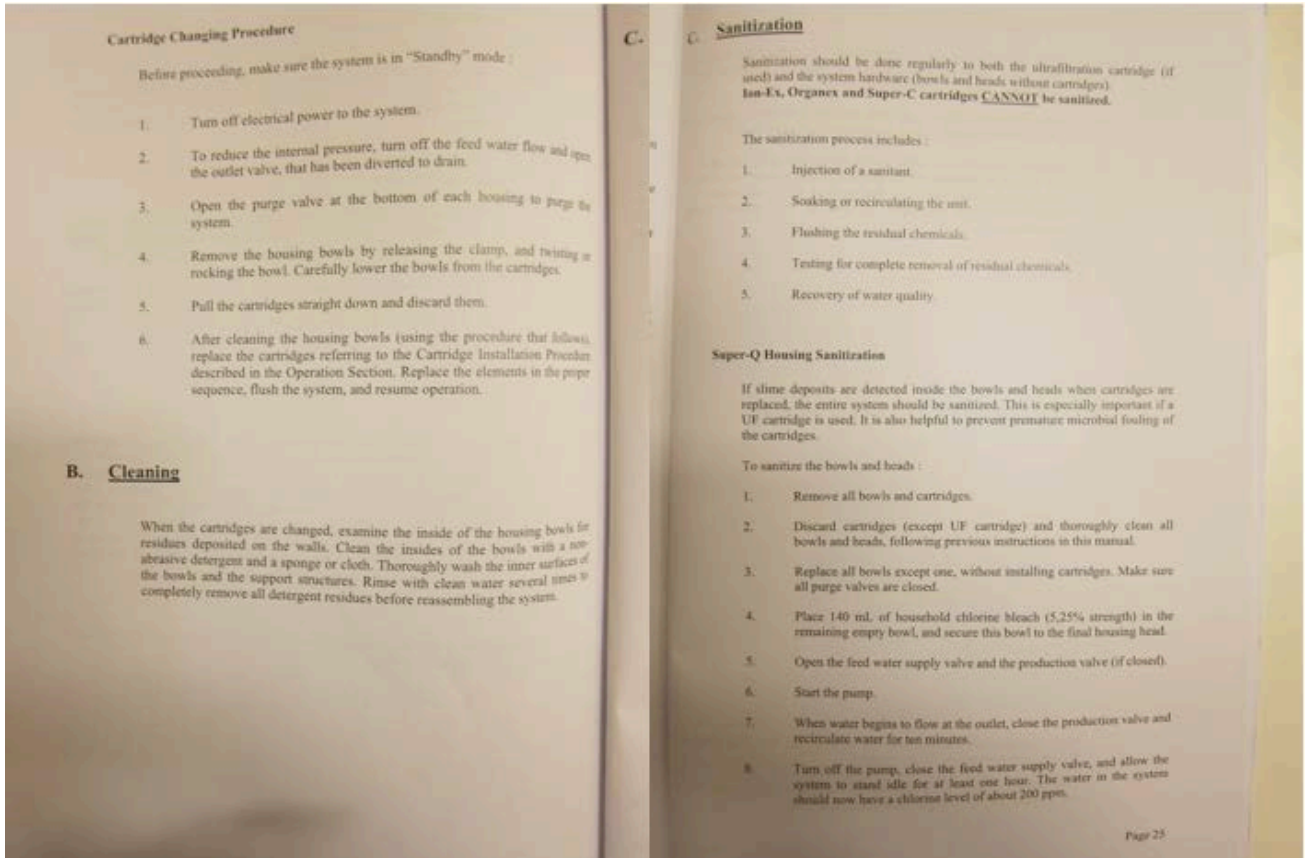 Cartridge Changing Procedure
Before proceeding, make sure the system is in "Standby" mode :
1. Turn off electrical power to the system.
2. To reduce the internal pressure, turn off the feed water flow and open
the outlet valve, that has been diverted to drain.
3. Open the purge valve at the bottom of each housing to purge the
system.
4. Remove the housing bowls by releasing the clamp, and twisting or
rocking the bowl. Carefully lower the bowls from the cartridges.
5. Pull the cartridges straight down and discard them.
6. After cleaning the housing bowls (using the procedure that follows),
replace the cartridges referring to the Cartridge Installation Procedure
described in the Operation Section. Replace the elements in the proper
sequence, flush the system, and resume operation.
B. Cleaning
When the cartridges are changed, examine the inside of the housing bowls for
residues deposited on the walls. Clean the insides of the bowls with a non-
abrasive detergent and a sponge or cloth. Thoroughly wash the inner surfaces of
the bowls and the support structures. Rinse with clean water several times to
completely remove all detergent residues before reassembling the system.
C.
C. Sanitization
Sanitization should be done regularly to both the ultrafiltration cartridge (if
used) and the system hardware (bowls and heads without cartridges).
Ion-Ex, Organex and Super-C cartridges CANNOT be sanitized.
The sanitization process includes :
1. Injection of a sanitant.
2. Soaking or recirculating the unit.
3. Flushing the residual chemicals.
4. Testing for complete removal of residual chemicals.
5. Recovery of water quality.
Super-Q Housing Sanitization
If slime deposits are detected inside the bowls and heads when cartridges are
replaced, the entire system should be sanitized. This is especially important if a
UF cartridge is used. It is also helpful to prevent premature microbial fouling of
the cartridges.
To sanitize the bowls and heads :
1. Remove all bowls and cartridges.
2. Discard cartridges (except UF cartridge) and thoroughly clean all
bowls and heads, following previous instructions in this manual.
3. Replace all bowls except one, without installing cartridges. Make sure
all purge valves are closed.
4. Place 140 mL of household chlorine bleach (5,25% strength) in the
remaining empty bowl, and secure this bowl to the final housing head.
5. Open the feed water supply valve and the production valve (if closed).
6. Start the pump.
7. When water begins to flow at the outlet, close the production valve and
recirculate water for ten minutes.
8. Turn off the pump, close the feed water supply valve, and allow the
system to stand idle for at least one hour. The water in the system
should now have a chlorine level of about 200 ppm.
Page 25